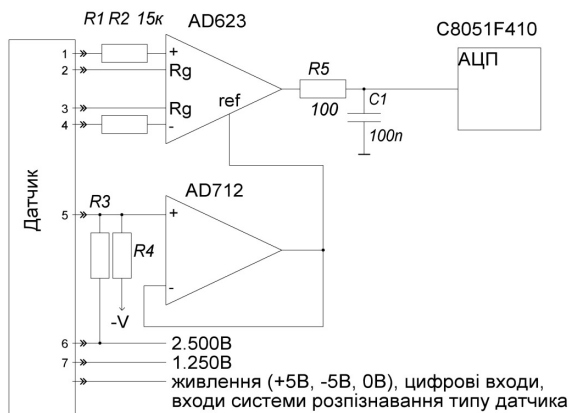 R1 R2 15к
AD623
C8051F410
1
2
3
4
+
Rg
Rg
-
ref
R5
100
C1
100n
АЦП
Датчик
AD712
5
R3
R4
+
-
-V
6
2.500В
7
1.250В
живлення (+5В, -5В, 0В), цифрові входи,
входи системи розпізнавання типу датчика